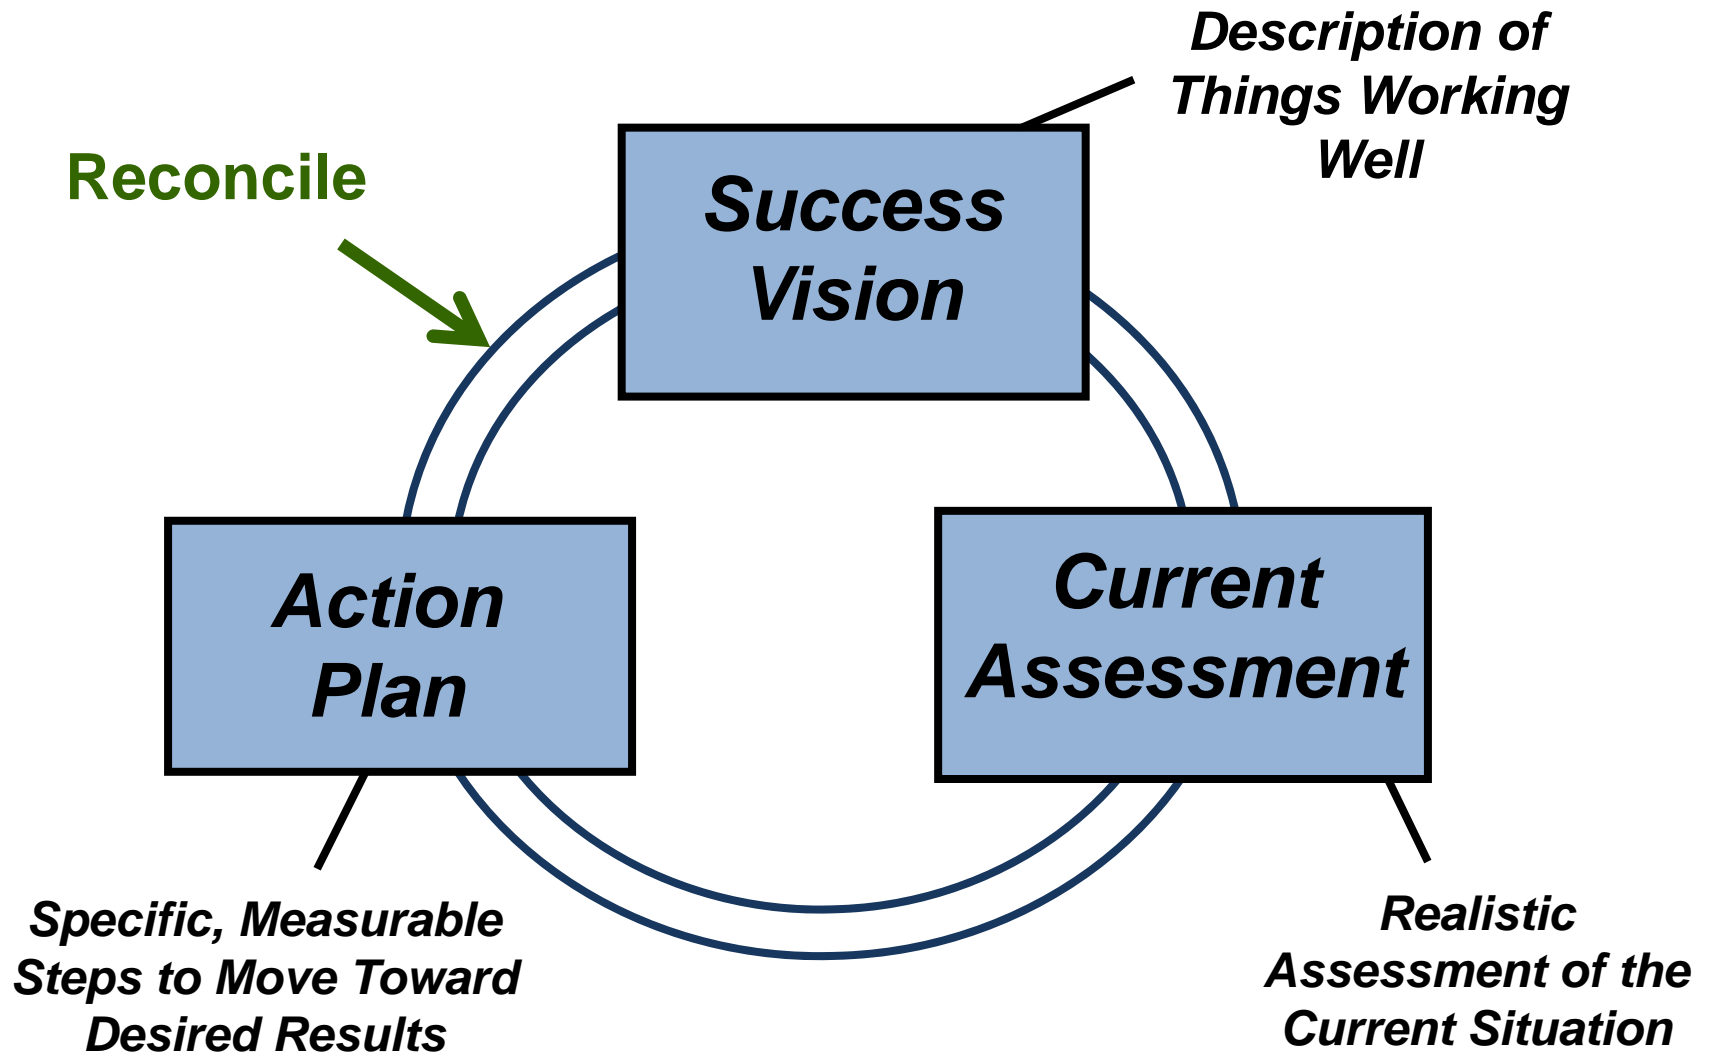 Description of
Things Working
Well
Reconcile
Success
Vision
Action
Plan
Current
Assessment
Specific, Measurable
Steps to Move Toward
Desired Results
Realistic
Assessment of the
Current Situation